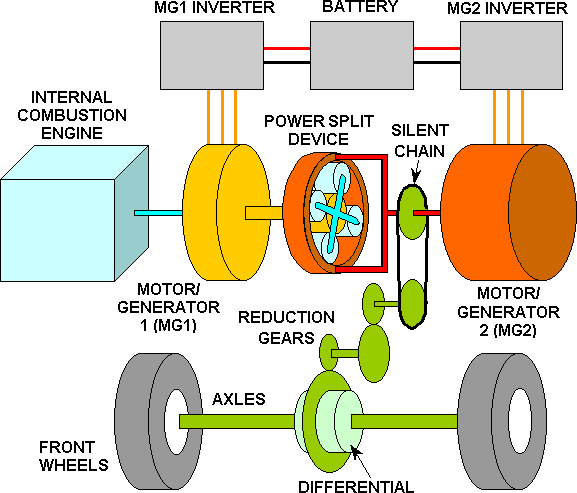 MG1 INVERTER
BATTERY
MG2 INVERTER
INTERNAL
COMBUSTION
ENGINE
POWER SPLIT
DEVICE
SILENT
CHAIN
MOTOR/
GENERATOR
1 (MG1)
REDUCTION
GEARS
MOTOR/
GENERATOR
2 (MG2)
AXLES
FRONT
WHEELS
DIFFERENTIAL